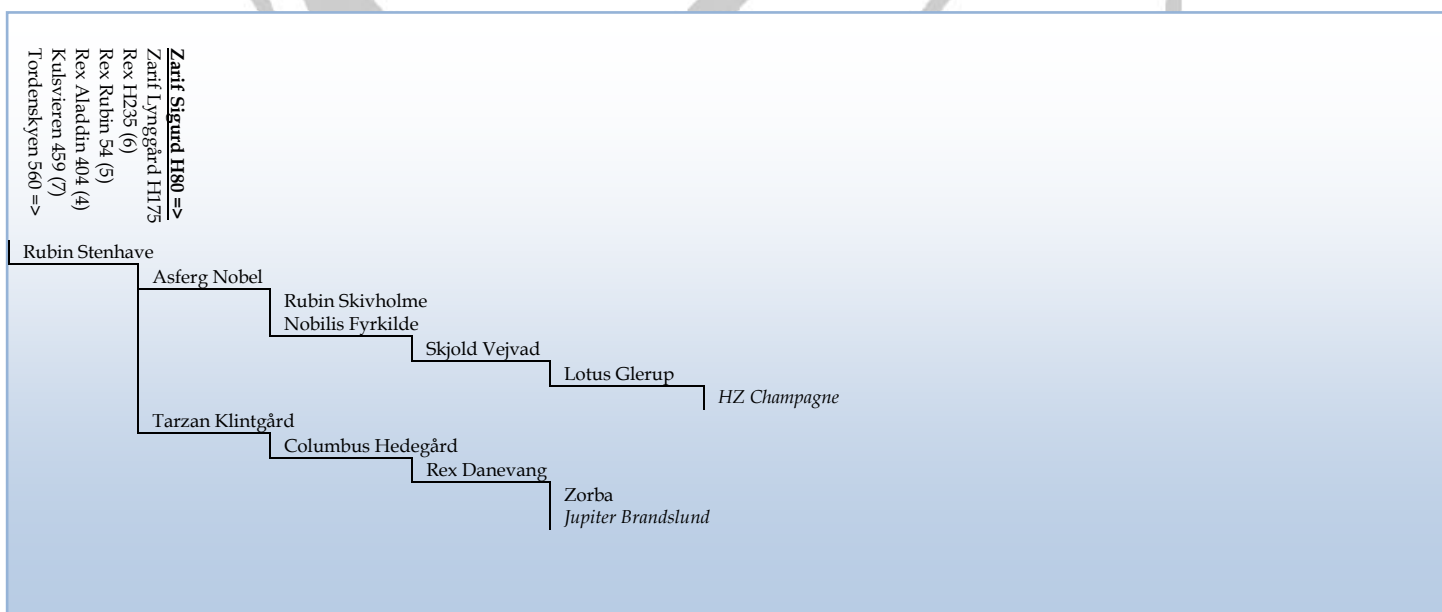 Zarif Sigurd H80 =>
Zarif Lynggård H175
Rex H235 (6)
Rex Rubin 54 (5)
Rex Aladdin 404 (4)
Kulsvieren 459 (7)
Tordenskyen 560 =>
Rubin Stenhave
Asferg Nobel
Rubin Skivholme
Nobilis Fyrkilde
Skjold Vejvad
Lotus Glerup
HZ Champagne
Tarzan Klintgård
Columbus Hedegård
Rex Danevang
Zorba
Jupiter Brandslund